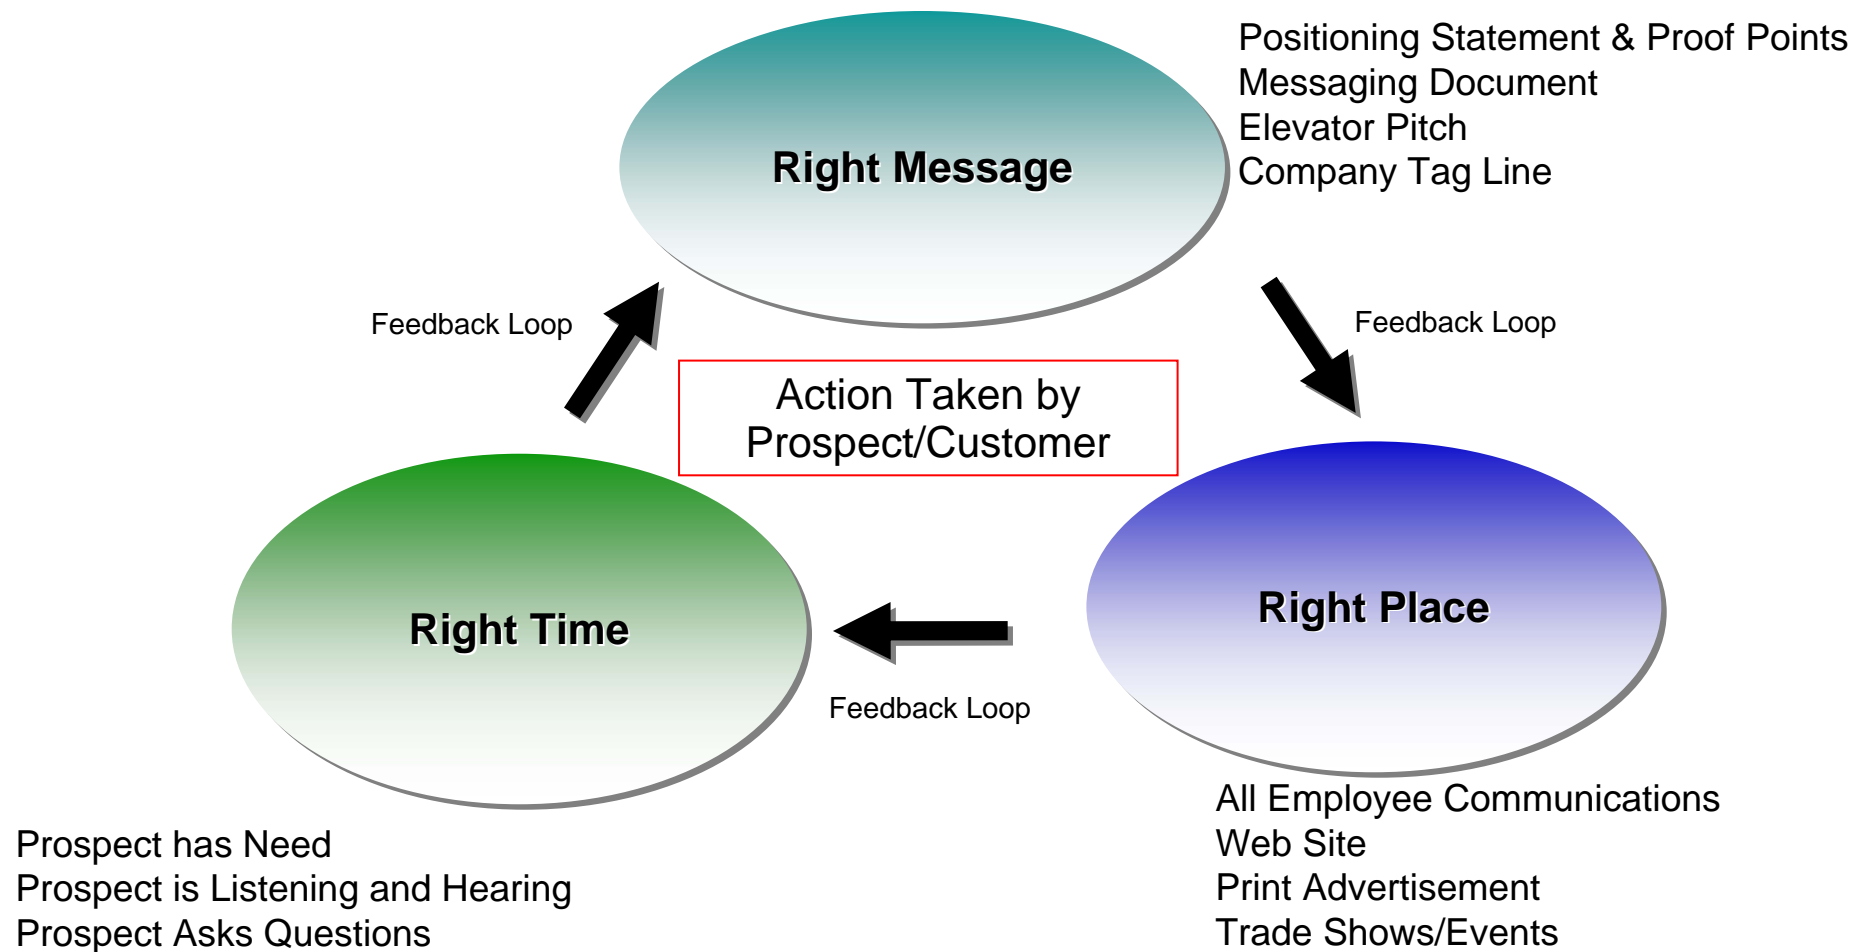 Positioning Statement & Proof Points
Messaging Document
Elevator Pitch
Company Tag Line
Right Message
Feedback Loop
Feedback Loop
Action Taken by
Prospect/Customer
Right Time
Right Place
Feedback Loop
All Employee Communications
Web Site
Print Advertisement
Trade Shows/Events
Prospect has Need
Prospect is Listening and Hearing
Prospect Asks Questions